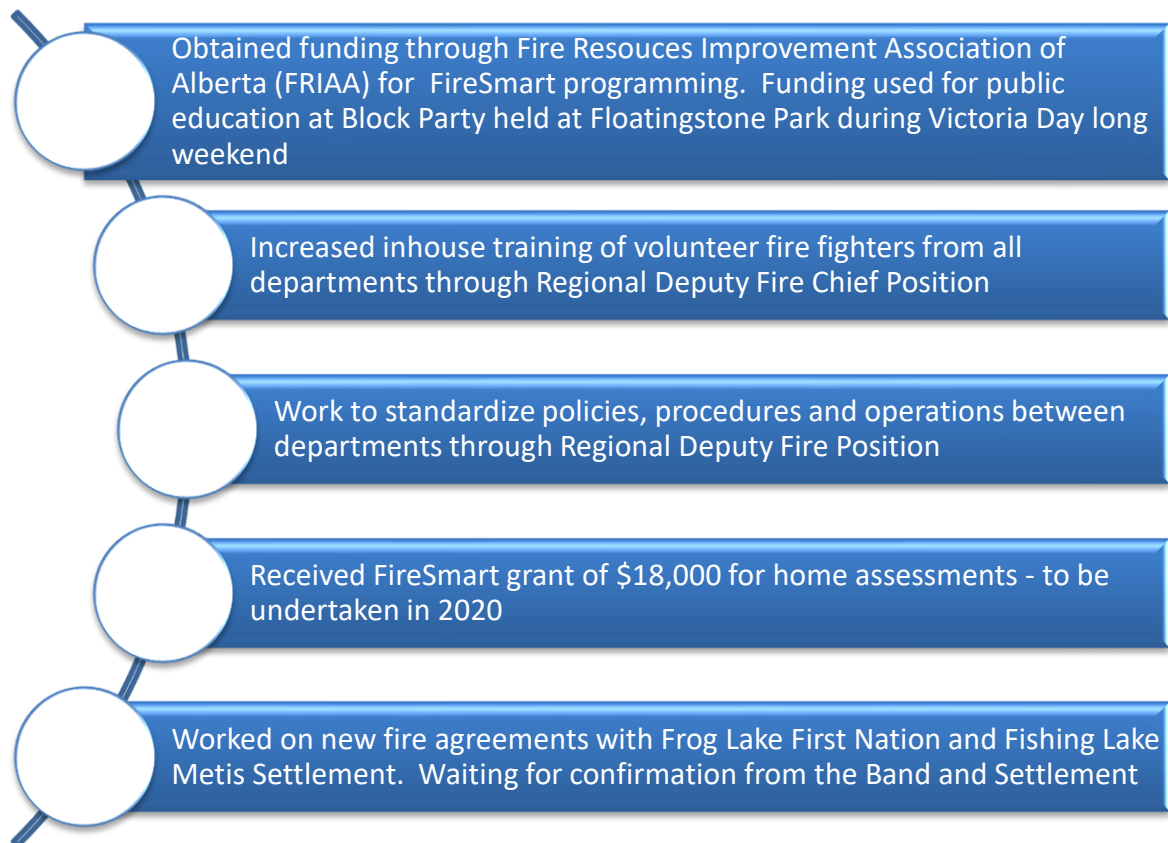 Obtained funding through Fire Resouces Improvement Association of
Alberta (FRIAA) for  FireSmart programming.  Funding used for public
education at Block Party held at Floatingstone Park during Victoria Day long
weekend
Increased inhouse training of volunteer fire fighters from all
departments through Regional Deputy Fire Chief Position
Work to standardize policies, procedures and operations between
departments through Regional Deputy Fire Position
Received FireSmart grant of $18,000 for home assessments - to be
undertaken in 2020
Worked on new fire agreements with Frog Lake First Nation and Fishing Lake
Metis Settlement.  Waiting for confirmation from the Band and Settlement